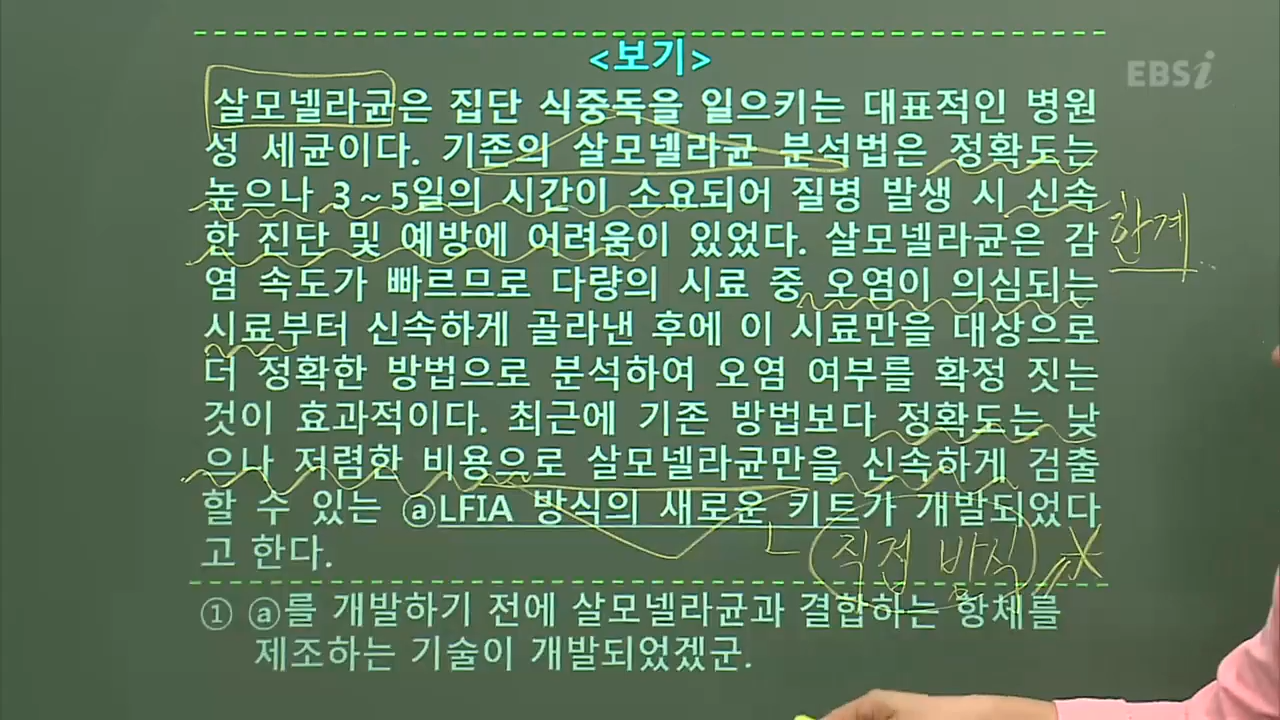 <보기>
EBSi
살모넬라균은 집단 식중독을 일으키는 대표적인 병원
성 세균이다. 기존의 살모넬라균 분석법은 정확도는
높으나 3~5일의 시간이 소요되어 질병 발생 시 신속
한 진단 및 예방에 어려움이 있었다. 살모넬라균은 감
한계
염 속도가 빠르므로 다량의 시료 중 오염이 의심되는
시료부터 신속하게 골라낸 후에 이 시료만을 대상으로
더 정확한 방법으로 분석하여 오염 여부를 확정 짓는
것이 효과적이다. 최근에 기존 방법보다 정확도는 낮
으나 저렴한 비용으로 살모넬라균만을 신속하게 검출
할 수 있는 ⓐLFIA 방식의 새로운 키트가 개발되었다
고 한다.
직접 방식
① ⓐ를 개발하기 전에 살모넬라균과 결합하는 항체를
제조하는 기술이 개발되었겠군.